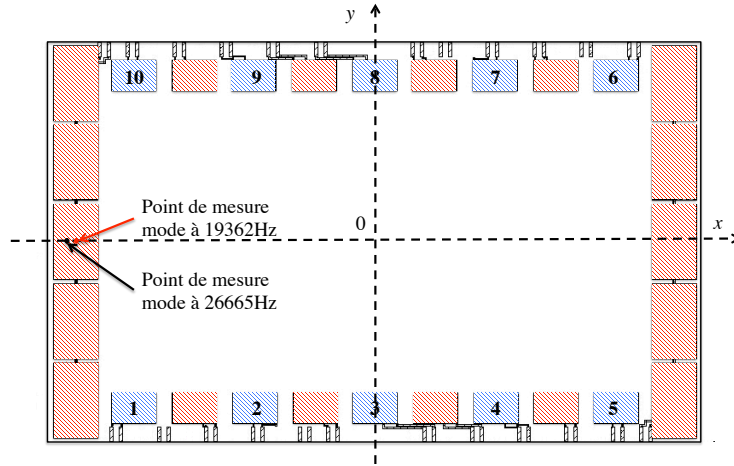 y
10 9 8 7 6
Point de mesure
mode à 19362Hz
0
x
Point de mesure
mode à 26665Hz
1 2 3 4 5